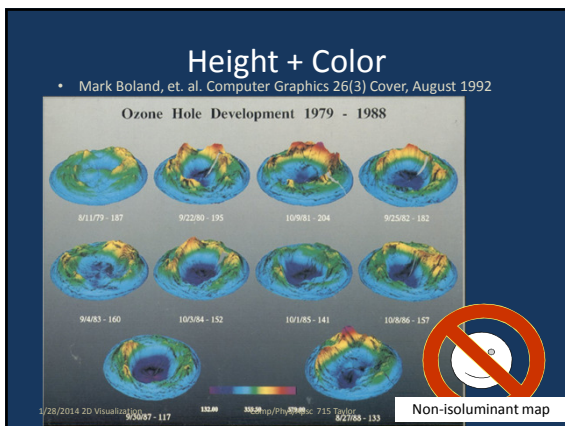 Height + Color
• Mark Boland, et. al. Computer Graphics 26(3) Cover, August 1992
Ozone Hole Development 1979 - 1988
8/11/79 - 187 9/22/80 - 195 10/9/81 - 204 9/25/82 - 182
9/4/83 - 160 10/3/84 - 152 10/1/85 - 141 10/8/86 - 157
9/30/87 - 117 8/27/88 - 133
132.00
1/28/2014 2D Visualization 715 Taylor
Non-isoluminant map